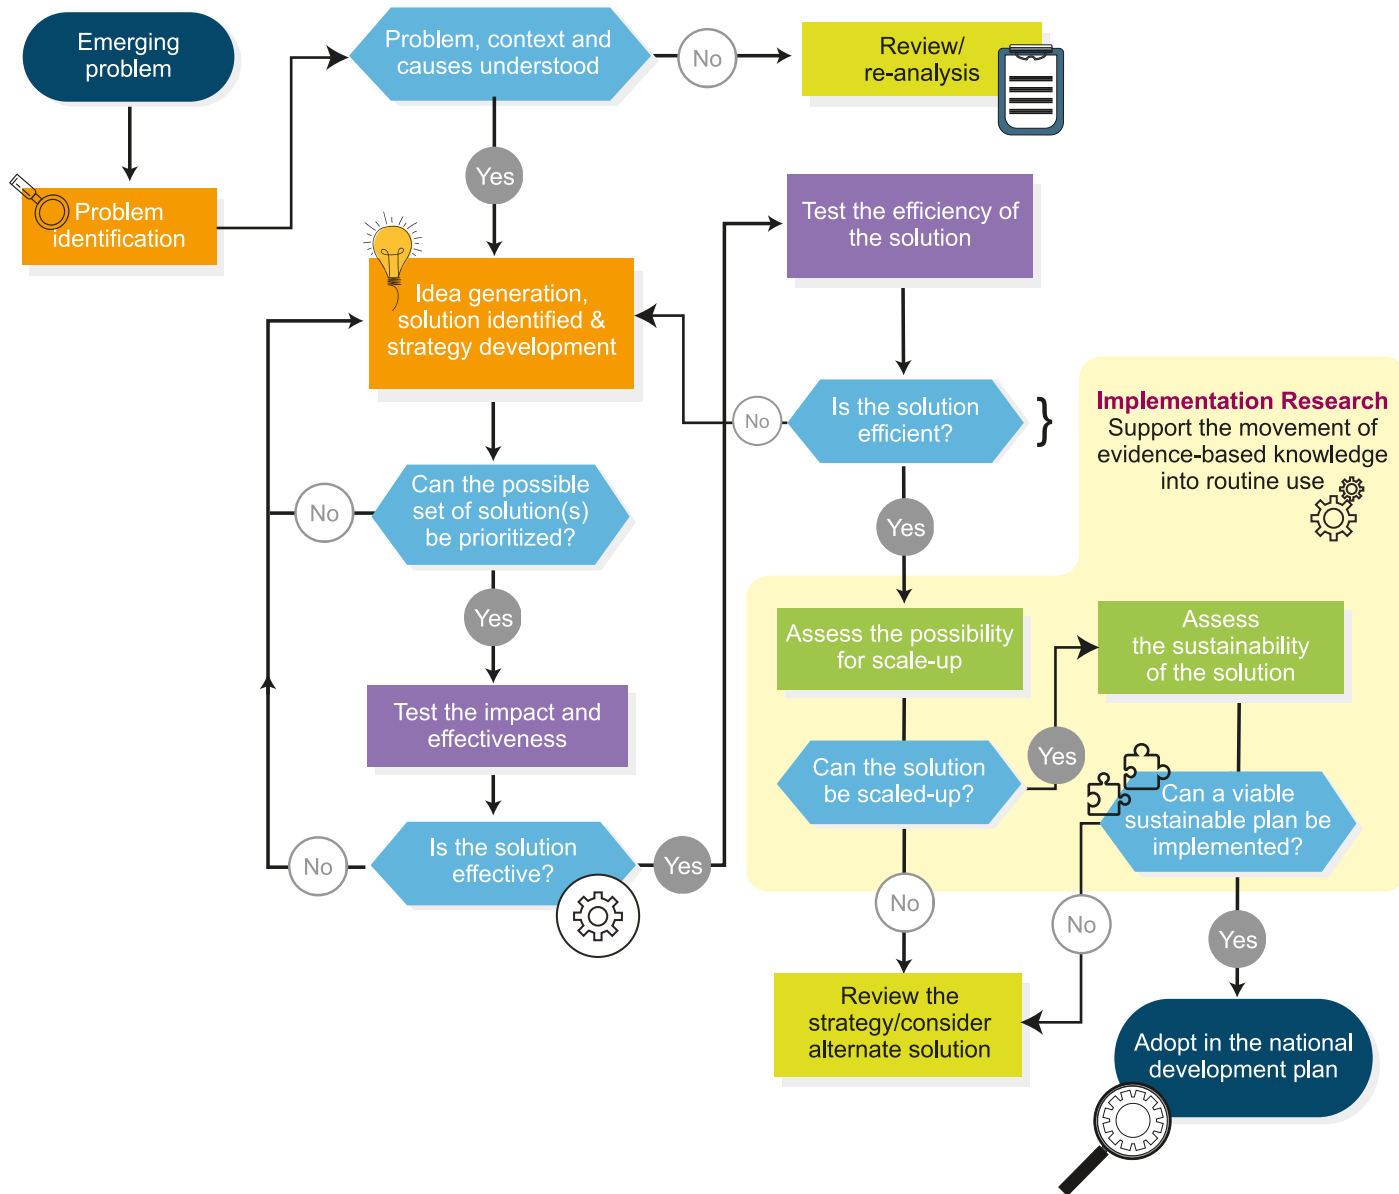 Emerging
problem
Problem, context and
causes understood
No
Review/
re-analysis
Yes
Problem
identification
Test the efficiency of
the solution
Idea generation,
solution identified &
strategy development
Is the solution
efficient?
No
}
Implementation Research
Support the movement of
evidence-based knowledge
into routine use
Can the possible
set of solution(s)
be prioritized?
No
Yes
Yes
Assess the possibility
for scale-up
Assess
the sustainability
of the solution
Test the impact and
effectiveness
Can the solution
be scaled-up?
Yes
Can a viable
sustainable plan be
implemented?
Is the solution
effective?
No
Yes
No
No
Yes
Review the
strategy/consider
alternate solution
Adopt in the national
development plan